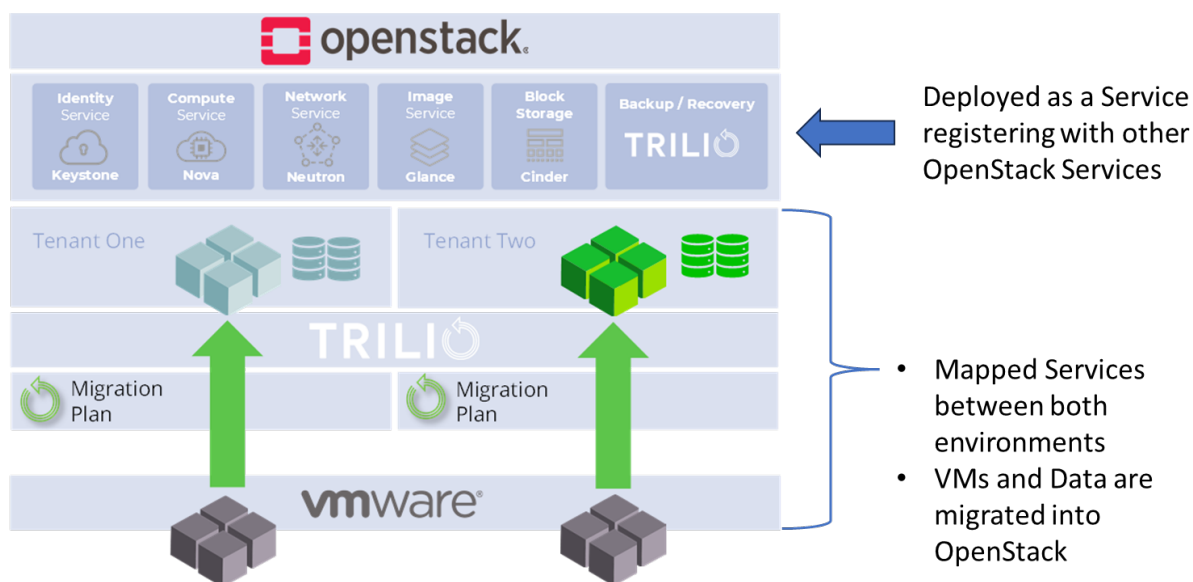 openstack.
Identity
Service
Keystone
Compute
Service
Nova
Network
Service
Neutron
Image
Service
Glance
Block
Storage
Cinder
Backup / Recovery
TRILIO
Deployed as a Service
registering with other
OpenStack Services
Tenant One
Tenant Two
TRILIO
Migration
Plan
Migration
Plan
vmware®
• Mapped Services
between both
environments
• VMs and Data are
migrated into
OpenStack